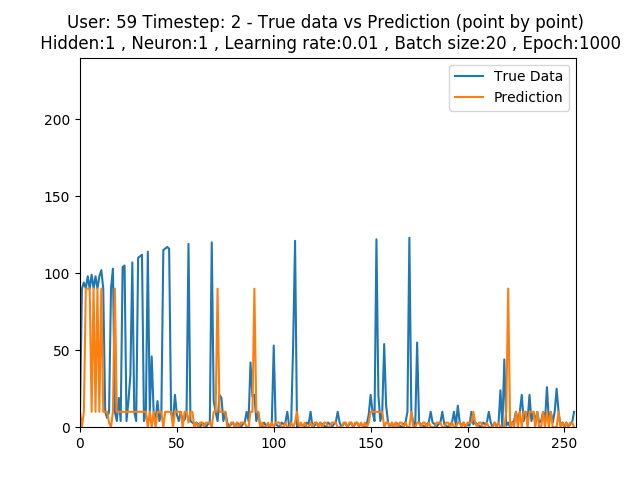 User: 59 Timestep: 2 - True data vs Prediction (point by point)
Hidden:1 , Neuron:1 , Learning rate:0.01 , Batch size:20 , Epoch:1000
True Data
Prediction
200
150
100
50
0
0 50 100 150 200 250